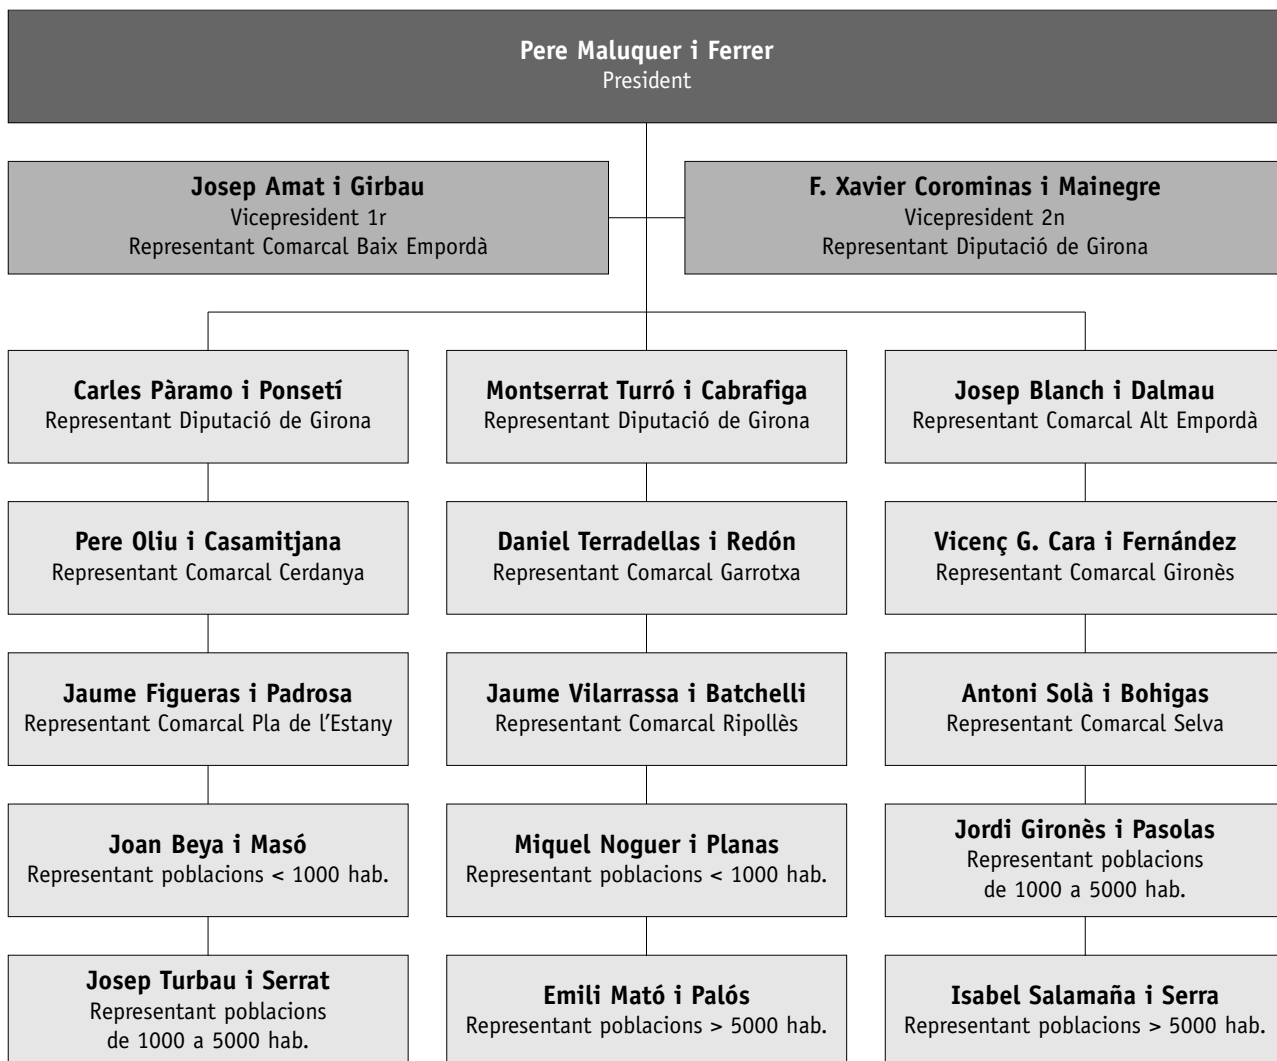 Pere Maluquer i Ferrer
President
Josep Amat i Girbau
Vicepresident 1r
Representant Comarcal Baix Empordà
F. Xavier Corominas i Mainegre
Vicepresident 2n
Representant Diputació de Girona
Carles Pàramo i Ponsetí
Representant Diputació de Girona
Montserrat Turró i Cabrafiga
Representant Diputació de Girona
Josep Blanch i Dalmau
Representant Comarcal Alt Empordà
Pere Oliu i Casamitjana
Representant Comarcal Cerdanya
Daniel Terradellas i Redón
Representant Comarcal Garrotxa
Vicenç G. Cara i Fernández
Representant Comarcal Gironès
Jaume Figueras i Padrosa
Representant Comarcal Pla de l’Estany
Jaume Vilarrassa i Batchelli
Representant Comarcal Ripollès
Antoni Solà i Bohigas
Representant Comarcal Selva
Joan Beya i Masó
Representant poblacions < 1000 hab.
Miquel Noguer i Planas
Representant poblacions < 1000 hab.
Jordi Gironès i Pasolas
Representant poblacions
de 1000 a 5000 hab.
Josep Turbau i Serrat
Representant poblacions
de 1000 a 5000 hab.
Emili Mató i Palós
Representant poblacions > 5000 hab.
Isabel Salamaña i Serra
Representant poblacions > 5000 hab.